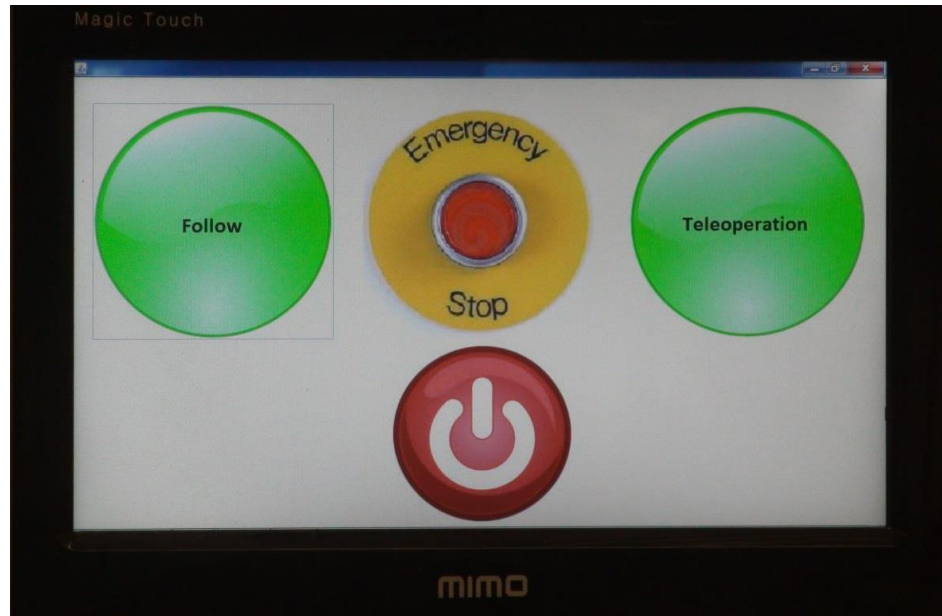 Magic Touch
Emergency
Follow
Teleoperation
Stop
mimo